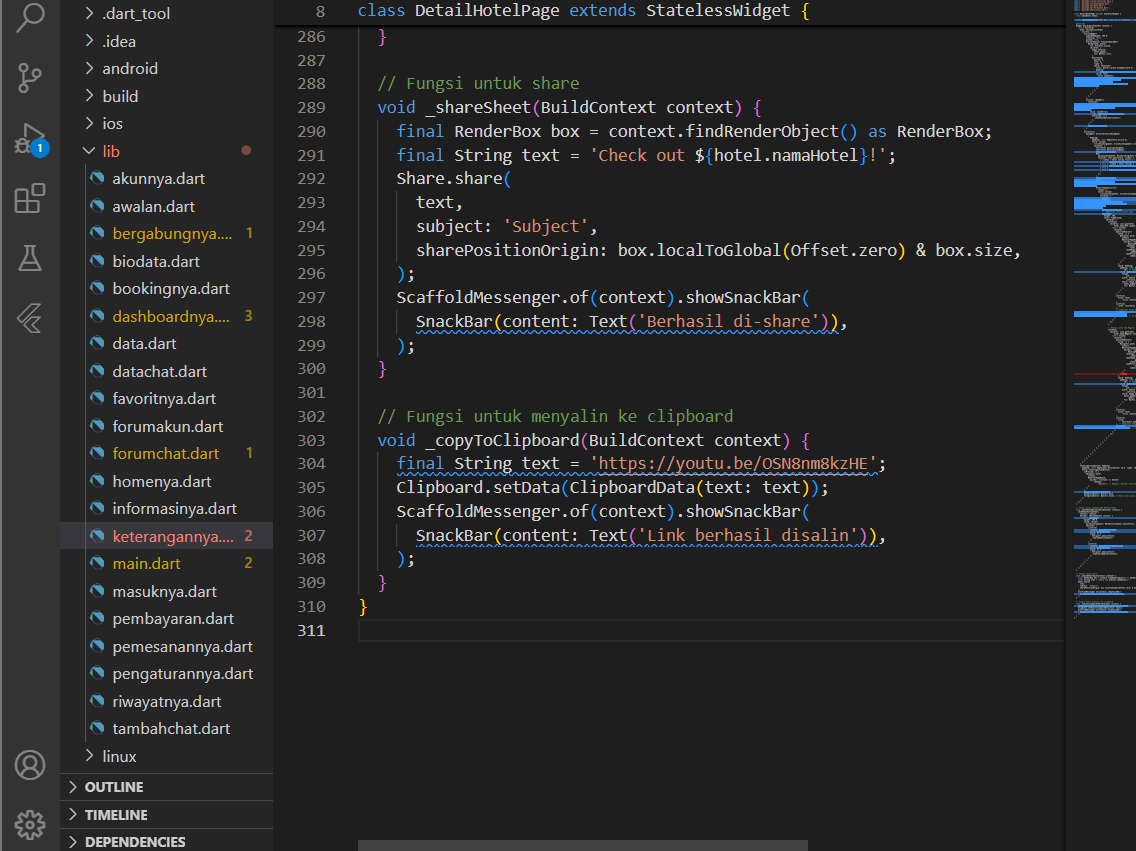 .dart_tool
.idea
android
build
ios
lib
akunnya.dart
awalan.dart
bergabungnya.... 1
biodata.dart
bookingnya.dart
dashboardnya.... 3
data.dart
datachat.dart
favoritnya.dart
forumakun.dart
forumchat.dart 1
homenya.dart
informasinya.dart
keterangannya.... 2
main.dart 2
masuknya.dart
pembayaran.dart
pemesanannya.dart
pengaturannya.dart
riwayatnya.dart
tambahchat.dart
linux
OUTLINE
TIMELINE
DEPENDENCIES
1
8 class DetailHotelPage extends StatelessWidget {
286 }
287
288 // Fungsi untuk share
289 void _shareSheet(BuildContext context) {
290 final RenderBox box = context.findRenderObject() as RenderBox;
291 final String text = 'Check out ${hotel.namaHotel}!';
292 Share.share(
293 text,
294 subject: 'Subject',
295 sharePositionOrigin: box.localToGlobal(Offset.zero) & box.size,
296 );
297 ScaffoldMessenger.of(context).showSnackBar(
298 SnackBar(content: Text('Berhasil di-share')),
299 );
300 }
301
302 // Fungsi untuk menyalin ke clipboard
303 void _copyToClipboard(BuildContext context) {
304 final String text = 'https://youtu.be/OSN8nm8kzHE';
305 Clipboard.setData(ClipboardData(text: text));
306 ScaffoldMessenger.of(context).showSnackBar(
307 SnackBar(content: Text('Link berhasil disalin')),
308 );
309 }
310 }
311